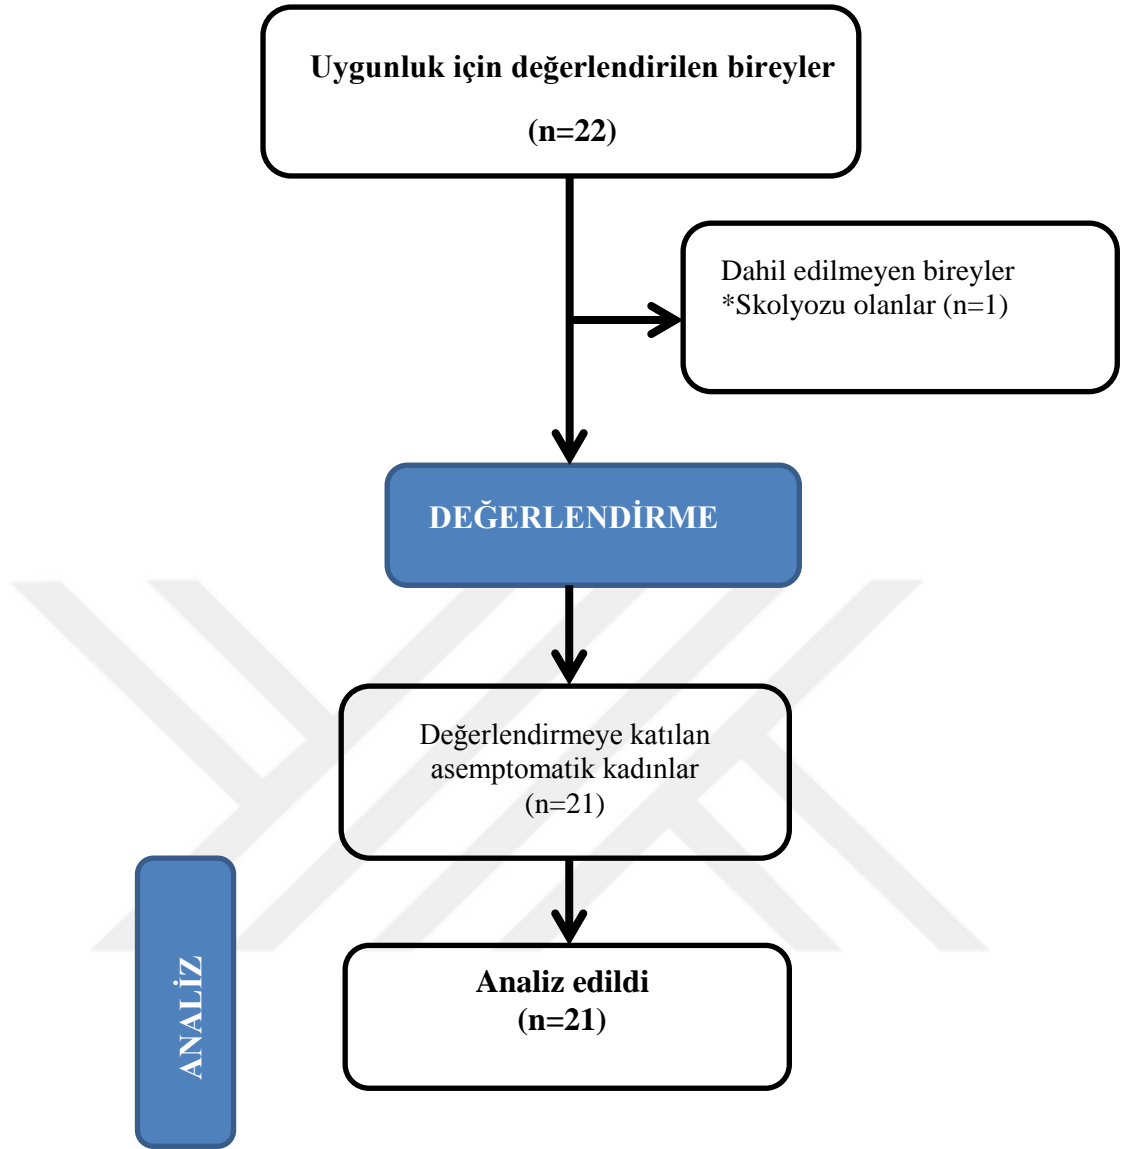 Uygunluk için değerlendirilen bireyler
(n=22)
Dahil edilmeyen bireyler
*Skolyozu olanlar (n=1)
DEĞERLENDİRME
Değerlendirmeye katılan
asemptomatik kadınlar
(n=21)
ANALİZ
Analiz edildi
(n=21)